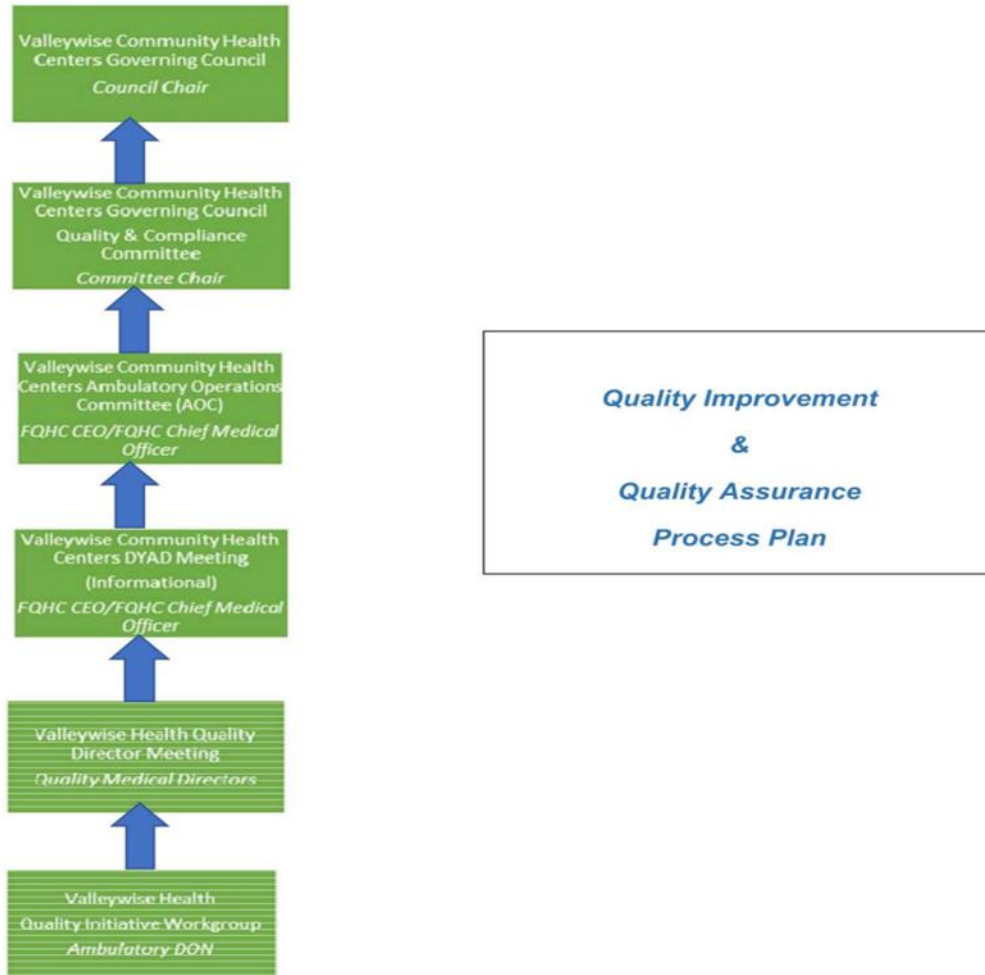 Valleywise Community Health
Centers Governing Council
Council Chair
Valleywise Community Health
Centers Governing Council
Quality & Compliance
Committee
Committee Chair
Valleywise Community Health
Centers Ambulatory Operations
Committee (AOC)
FQHC CEO/FQHC Chief Medical
Officer
Valleywise Community Health
Centers DYAD Meeting
(Informational)
FQHC CEO/FQHC Chief Medical
Officer
Valleywise Health Quality
Director Meeting
Quality Medical Directors
Valleywise Health
Quality Initiative Workgroup
Ambulatory DON
Quality Improvement
&
Quality Assurance
Process Plan